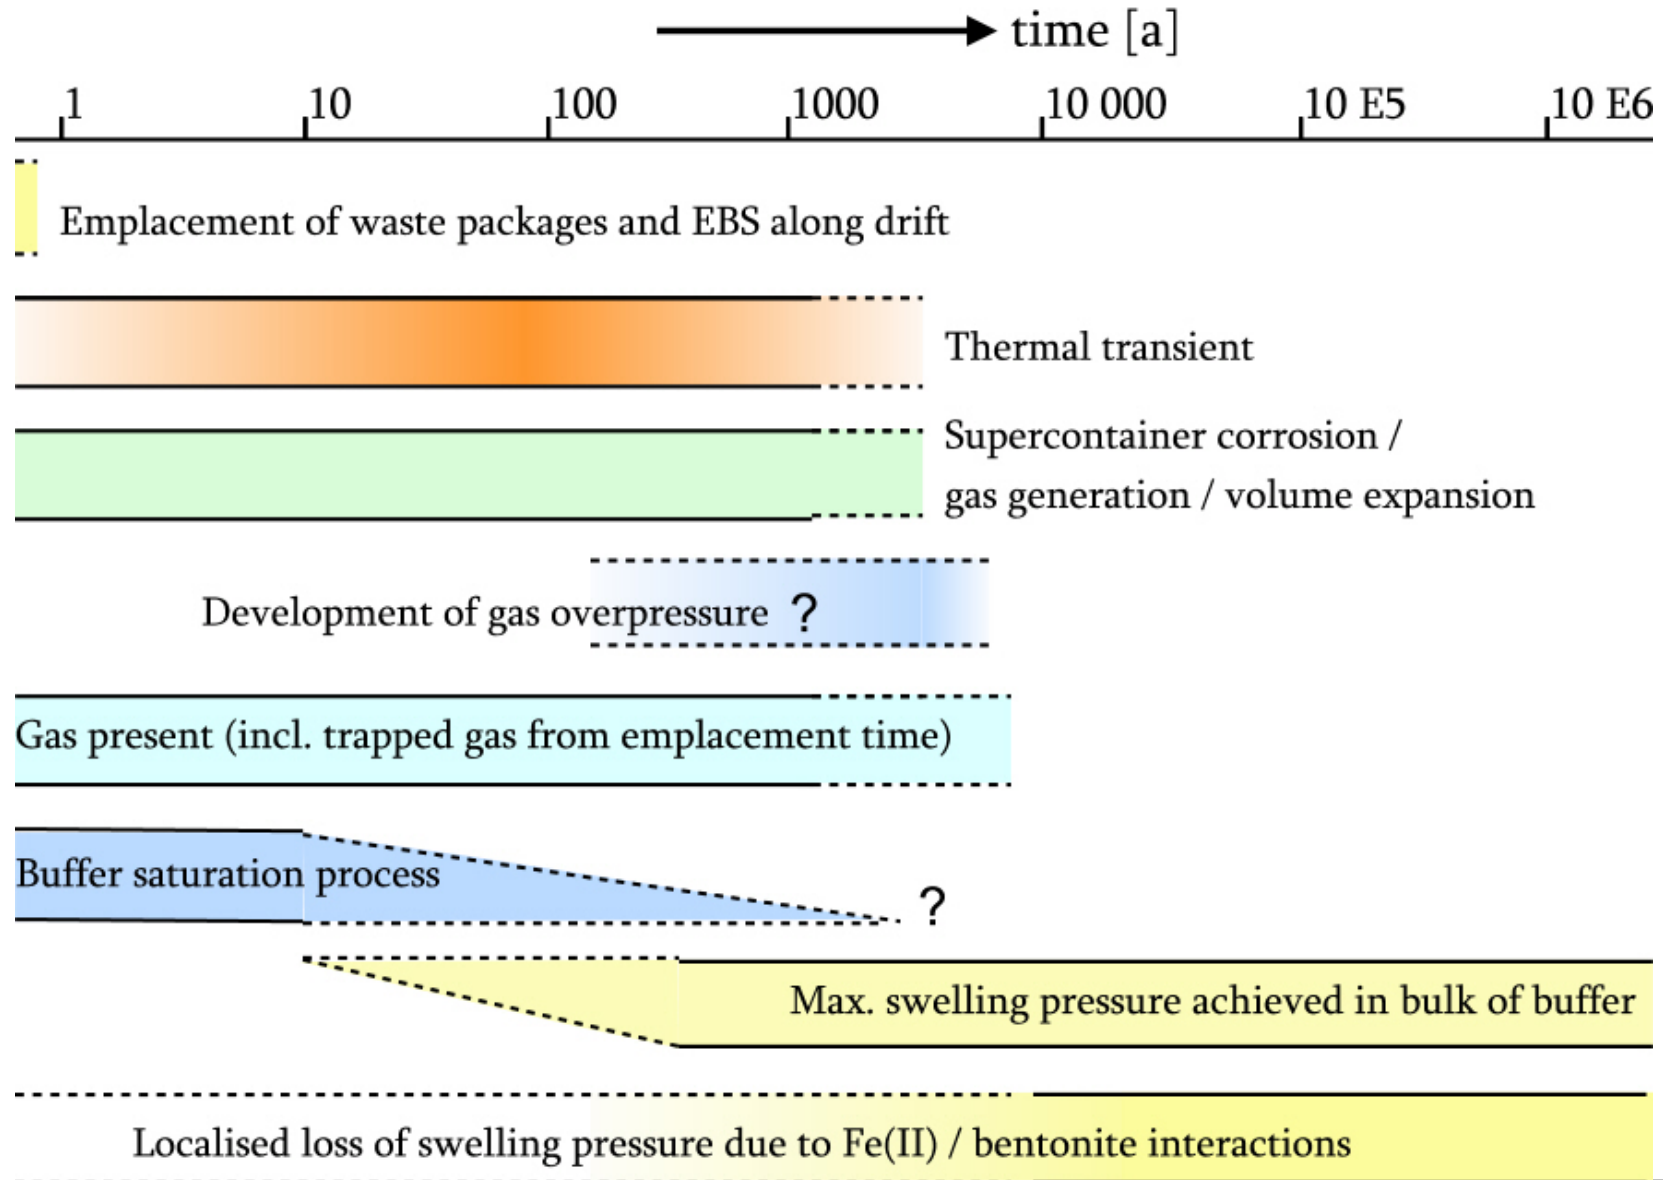 time [a]
1 10 100 1000 10 000 10 E5 10 E6
Emplacement of waste packages and EBS along drift
Thermal transient
Supercontainer corrosion /
gas generation / volume expansion
Development of gas overpressure ?
Gas present (incl. trapped gas from emplacement time)
Buffer saturation process
?
Max. swelling pressure achieved in bulk of buffer
Localised loss of swelling pressure due to Fe(II) / bentonite interactions